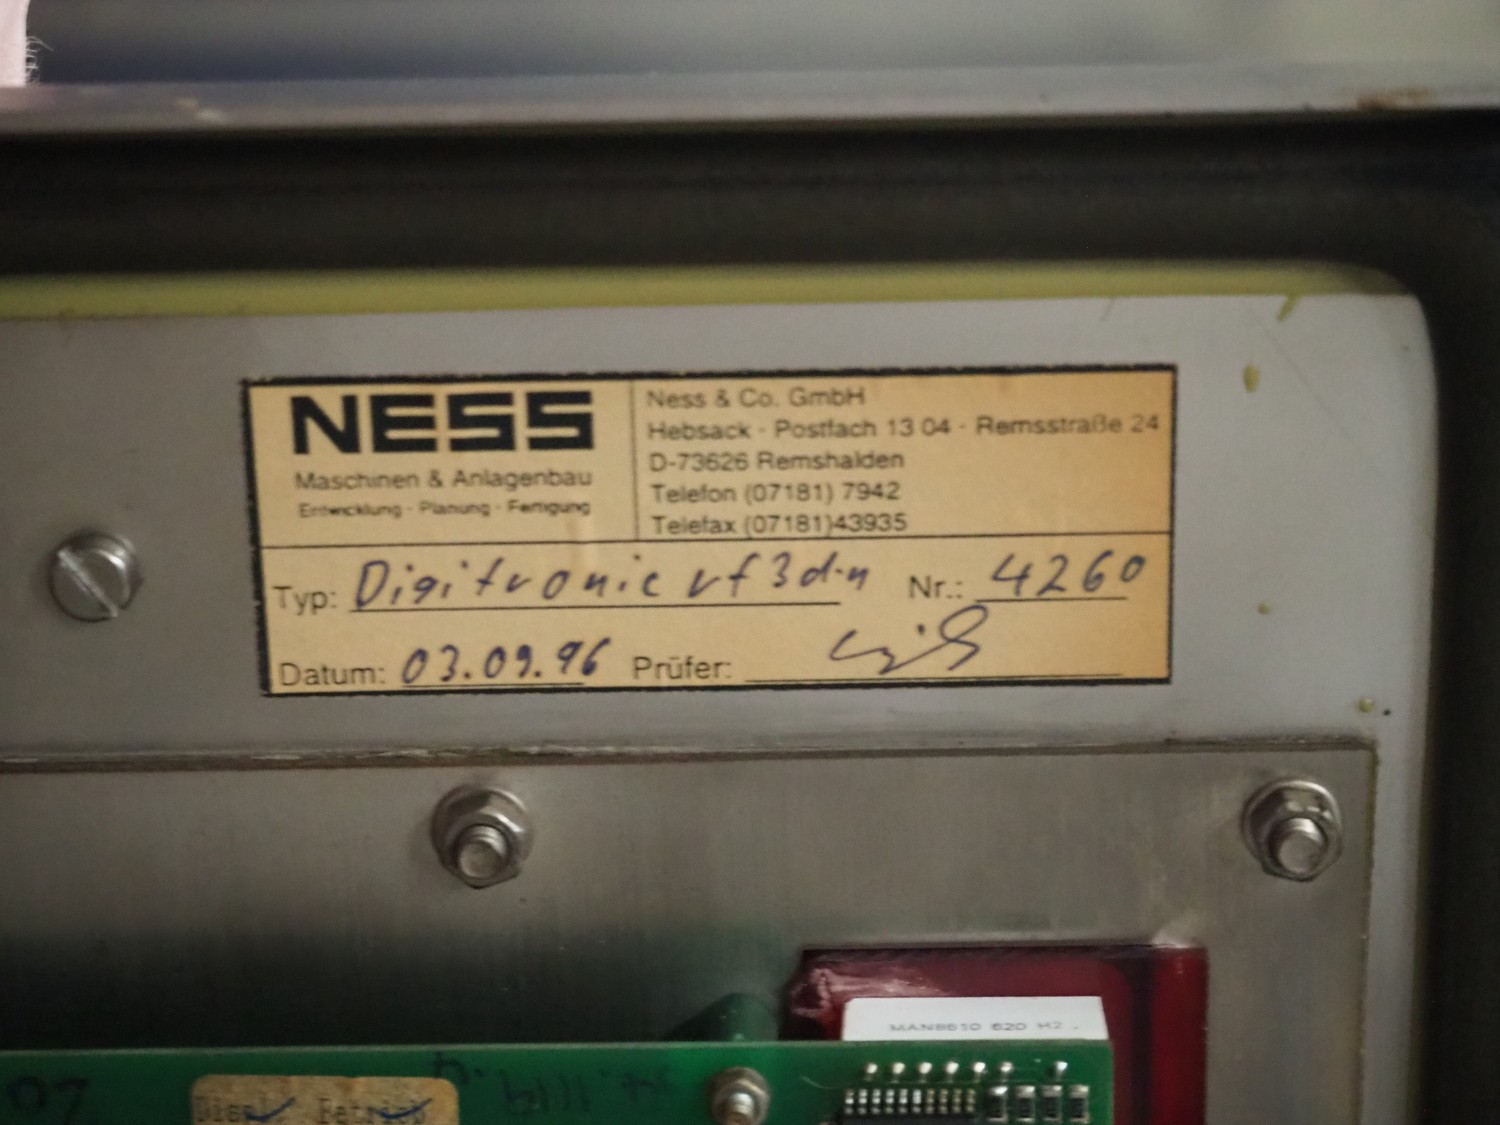 NESS
Maschinen & Anlagenbau
Entwicklung · Planung · Fertigung
Ness & Co. GmbH
Hebsack · Postfach 13 04 · Remsstraße 24
D-73626 Remshalden
Telefon (07181) 7942
Telefax (07181)43935
Typ: Digitronic vf3d·n Nr.: 4260
Datum: 03.09.96 Prüfer:
MAN8610 620 H2